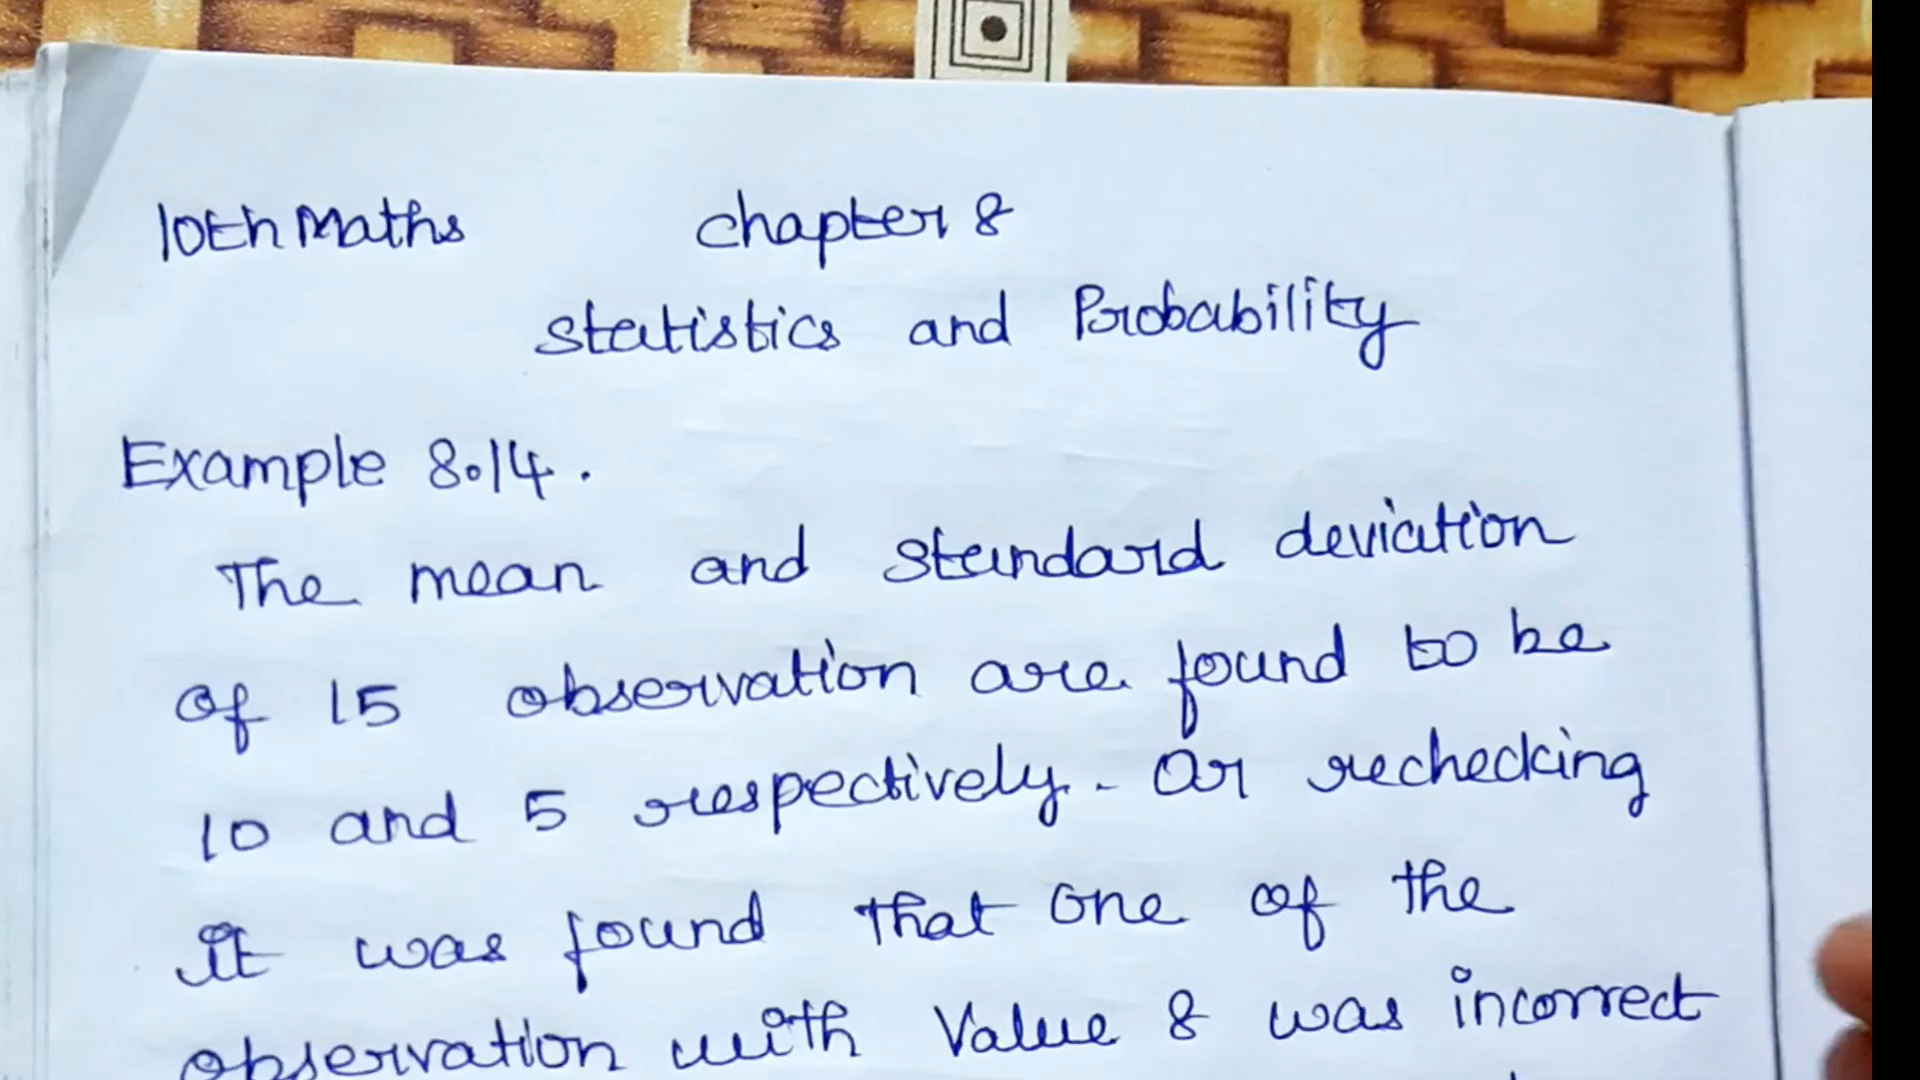 10th Maths chapter 8
statistics and Probability
Example 8.14.
The mean and standard deviation
of 15 observation are found to be
10 and 5 respectively. Or rechecking
it was found that one of the
observation with Value 8 was incorrect